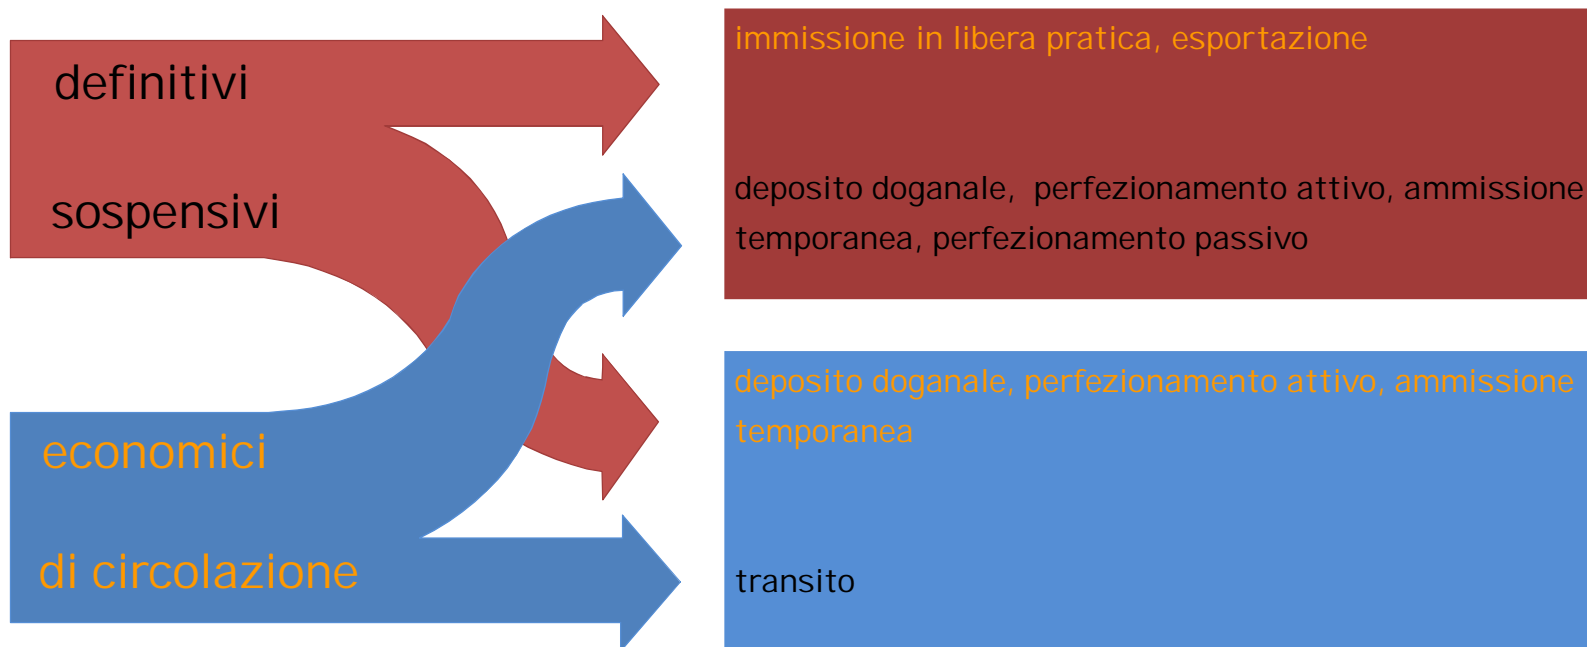 definitivi
sospensivi
economici
di circolazione
immissione in libera pratica, esportazione
deposito doganale, perfezionamento attivo, ammissione
temporanea, perfezionamento passivo
deposito doganale, perfezionamento attivo, ammissione
temporanea
transito